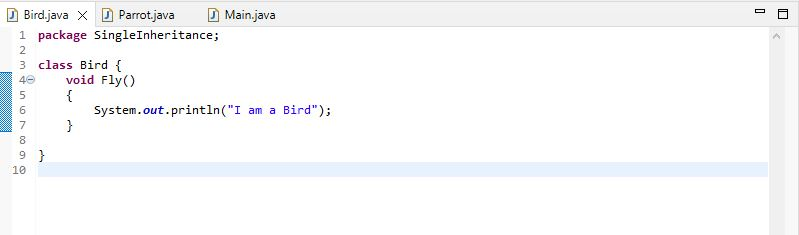 Bird.java Parrot.java Main.java
1 package SingleInheritance;
2
3 class Bird {
4 void Fly()
5 {
6 System.out.println("I am a Bird");
7 }
8
9 }
10